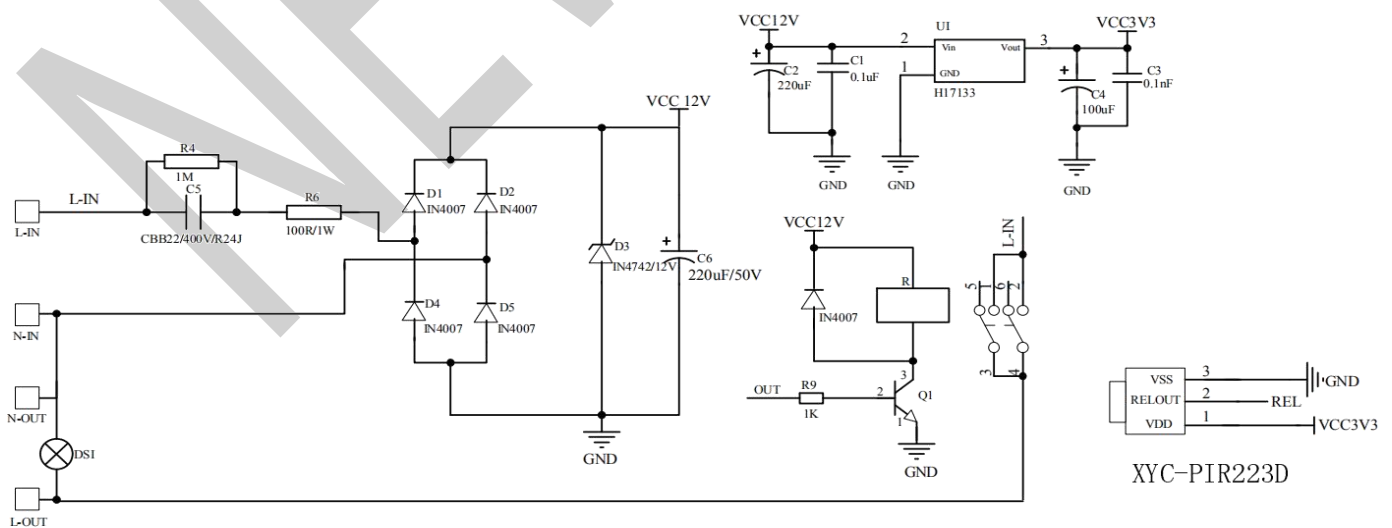 VCC12V
UI
VCC3V3
2
Vin
Vout
3
C2
220uF
C1
0.1uF
1
GND
H17133
C4
100uF
C3
0.1nF
GND
GND
GND
VCC 12V
R4
1M
C5
L-IN
L-IN
CBB22/400V/R24J
R6
100R/1W
D1
IN4007
D2
IN4007
D3
IN4742/12V
C6
220uF/50V
D4
IN4007
D5
IN4007
N-IN
N-OUT
DS1
L-OUT
GND
VCC12V
R
IN4007
OUT
R9
1K
2
3
Q1
1
GND
L-IN
5
1
6
2
3
4
VSS
3
GND
RELOUT
2
REL
VDD
1
VCC3V3
XYC-PIR223D